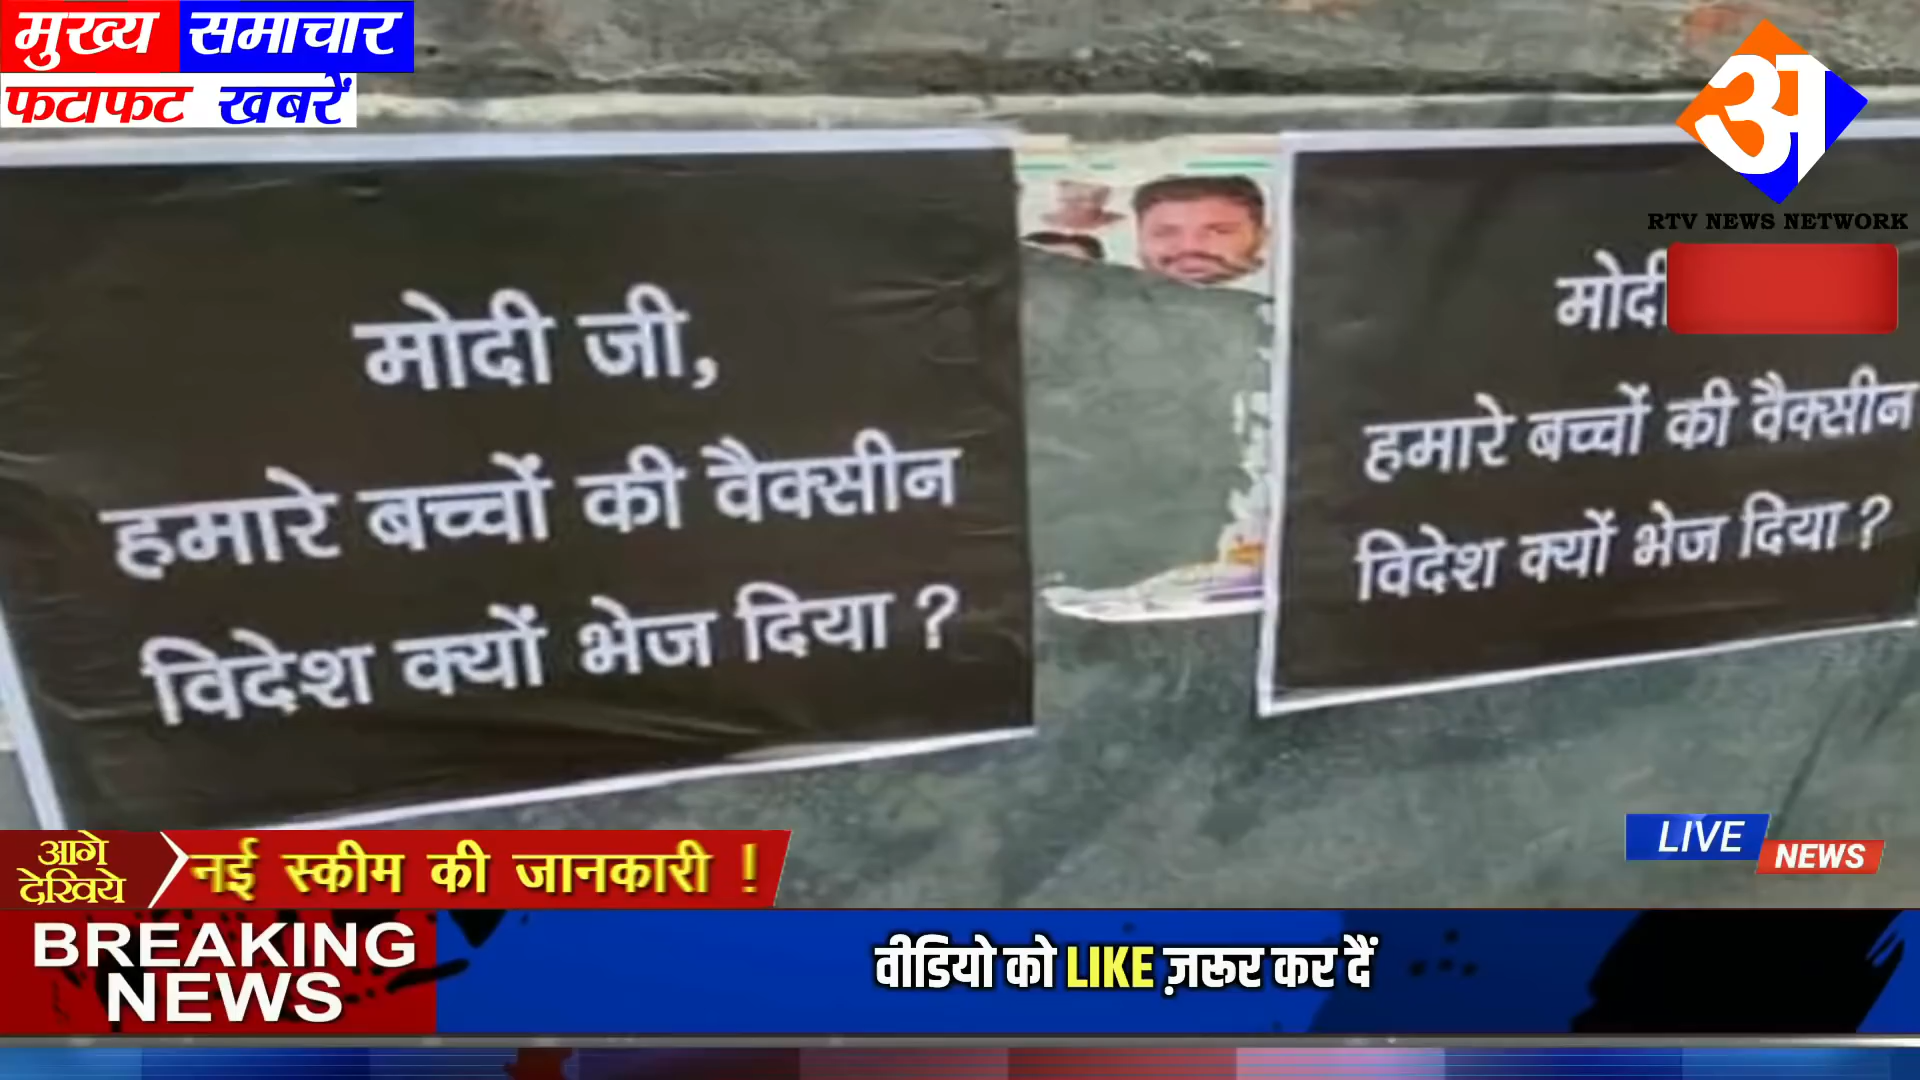 मुख्य समाचार
फटाफट खबरें
अ
RTV NEWS NETWORK
मोदी जी,
हमारे बच्चों की वैक्सीन
विदेश क्यों भेज दिया ?
मोदी
हमारे बच्चों की वैक्सीन
विदेश क्यों भेज दिया ?
LIVE
NEWS
आगे
देखिये
नई स्कीम की जानकारी !
BREAKING
NEWS
वीडियो को LIKE ज़रूर कर दैं